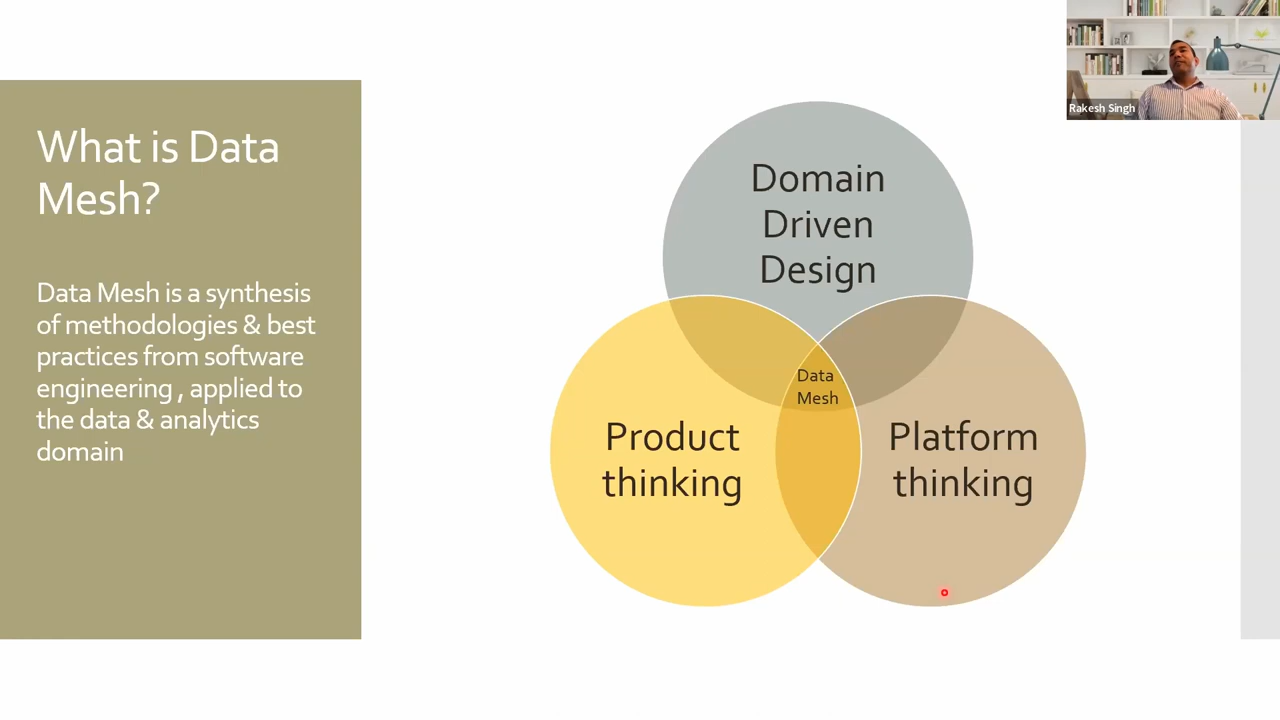 What is Data
Mesh?
Data Mesh is a synthesis
of methodologies & best
practices from software
engineering , applied to
the data & analytics
domain
Domain
Driven
Design
Data
Mesh
Product
thinking
Platform
thinking
Rakesh Singh